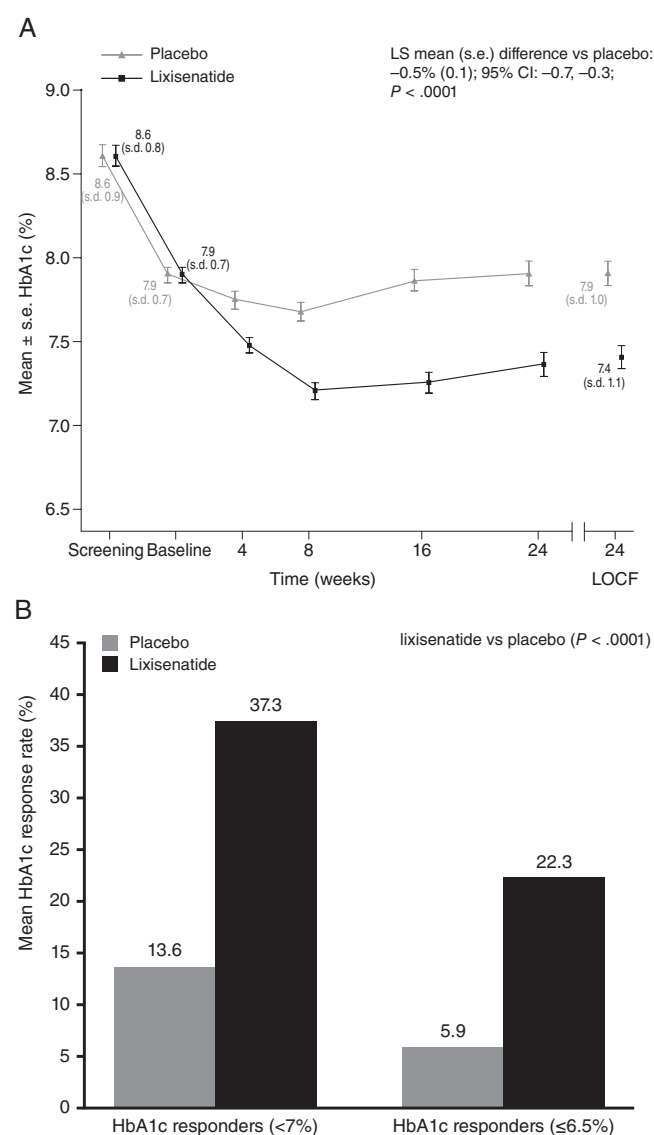 A
Placebo
Lixisenatide
LS mean (s.e.) difference vs placebo:
–0.5% (0.1); 95% CI: –0.7, –0.3;
P < .0001
Mean ± s.e. HbA1c (%)
9.0
8.5
8.0
7.5
7.0
6.5
8.6
(s.d. 0.8)
8.6
(s.d. 0.9)
7.9
(s.d. 0.7)
7.9
(s.d. 0.7)
7.9
(s.d. 1.0)
7.4
(s.d. 1.1)
Screening Baseline 4 8 16 24 24
Time (weeks) LOCF
B
Placebo
Lixisenatide
lixisenatide vs placebo (P < .0001)
Mean HbA1c response rate (%)
45
40
35
30
25
20
15
10
5
0
37.3
22.3
13.6
5.9
HbA1c responders (<7%) HbA1c responders (≤6.5%)